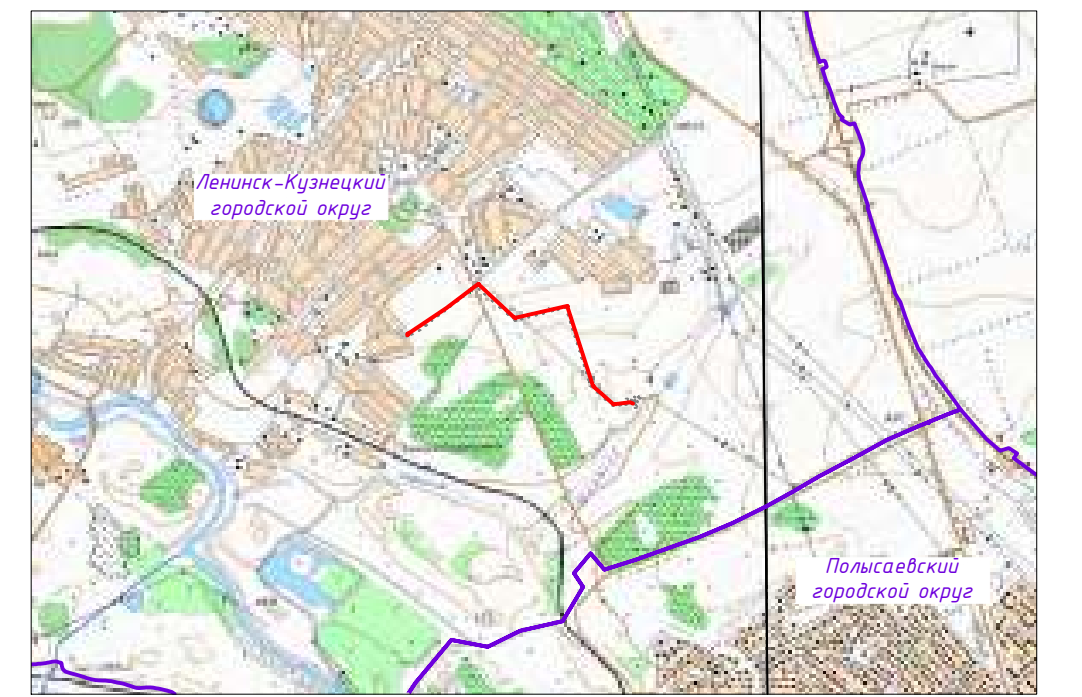 Ленинск-Кузнецкий
городской округ
Полысаевский
городской округ